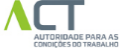 ACT
AUTORIDADE PARA AS
CONDIÇÕES DO TRABALHO